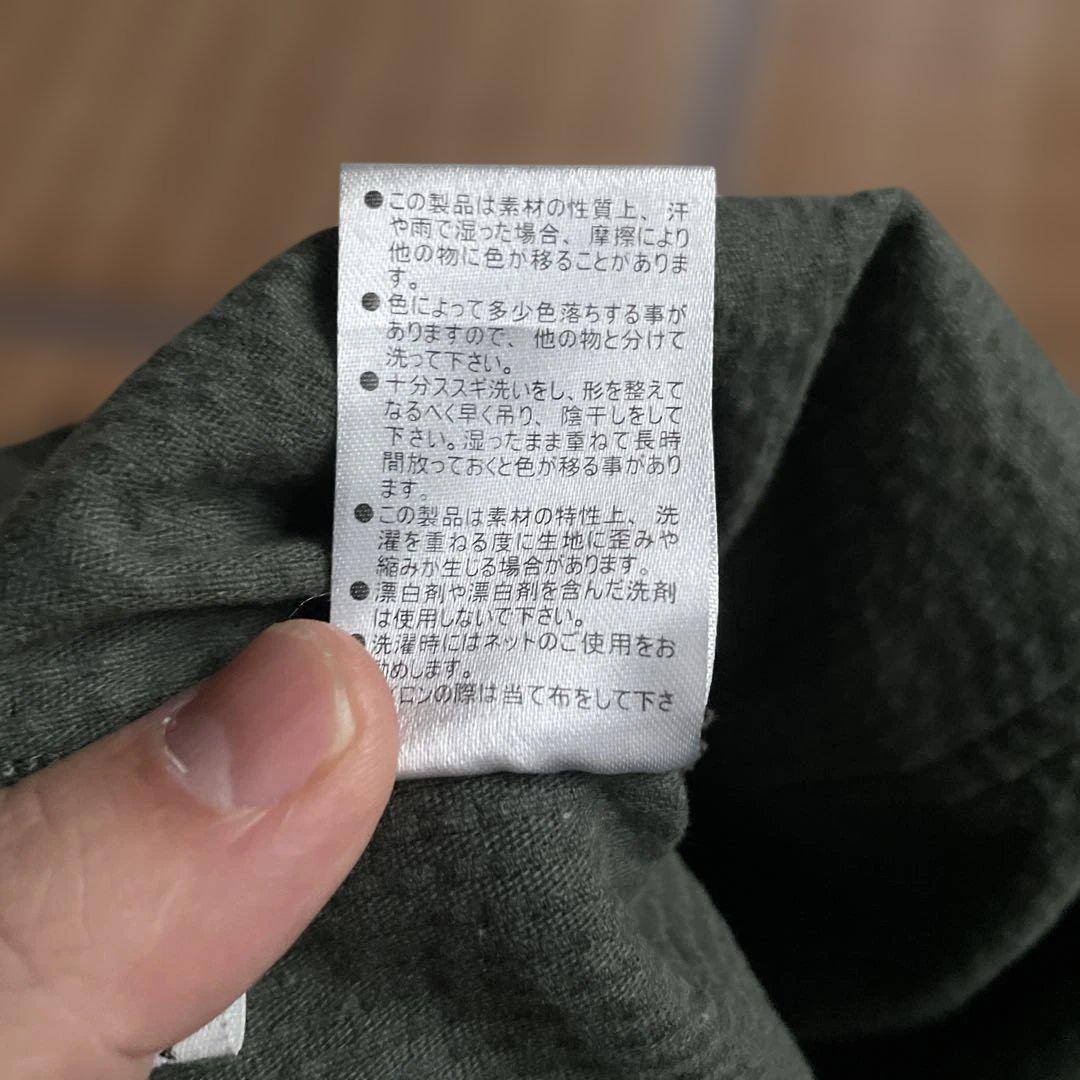 ●この製品は素材の性質上、汗
や雨で湿った場合、摩擦により
他の物に色が移ることがありま
す。
●色によって多少色落ちする事が
ありますので、他の物と分けて
洗って下さい。
●十分ススギ洗いをし、形を整えて
なるべく早く吊り、陰干しをして
下さい。湿ったまま重ねて長時
間放っておくと色が移る事があり
ます。
●この製品は素材の特性上、洗
濯を重ねる度に生地に歪みや
縮みが生じる場合があります。
●漂白剤や漂白剤を含んだ洗剤
は使用しないで下さい。
●洗濯時にはネットのご使用をお
勧めします。
イロンの際は当て布をして下さ